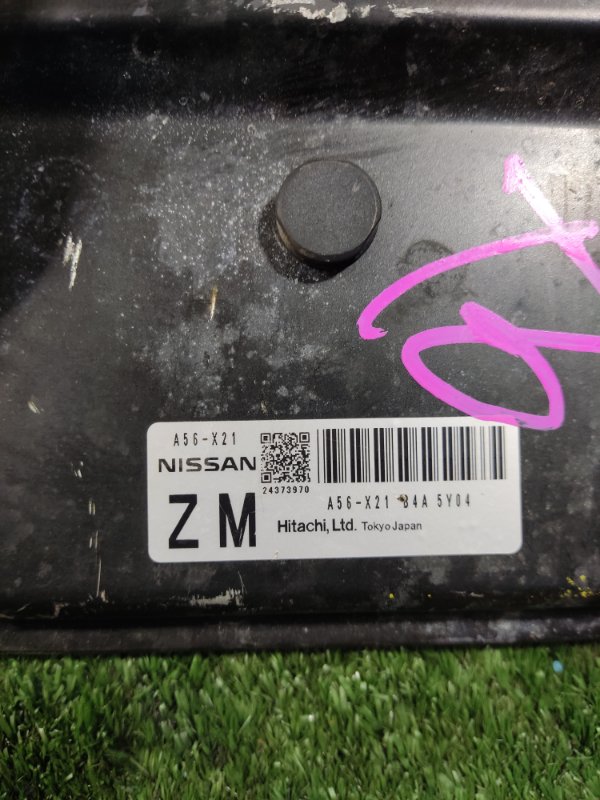 A56-X21
NISSAN
24373970
ZM
A56-X21 B4A 5Y04
Hitachi, Ltd. Tokyo Japan